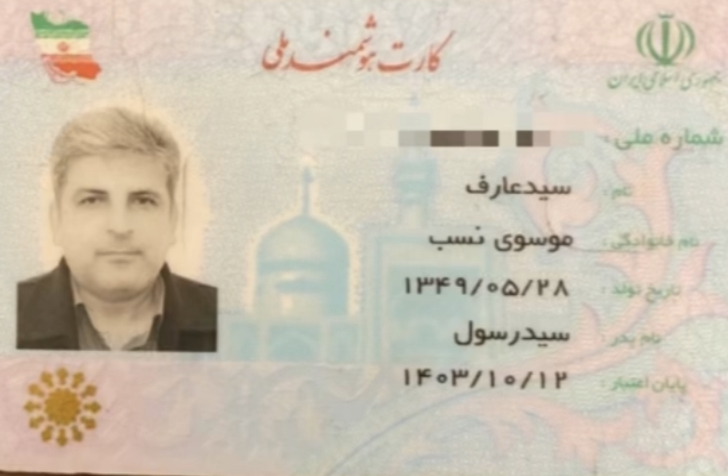 کارت هوشمند ملی
جمهوری اسلامی ایران
شماره ملی:
نام: سیدعارف
نام خانوادگی: موسوی نسب
تاریخ تولد: ۱۳۴۹/۰۵/۲۸
نام پدر: سیدرسول
پایان اعتبار: ۱۴۰۳/۱۰/۱۲